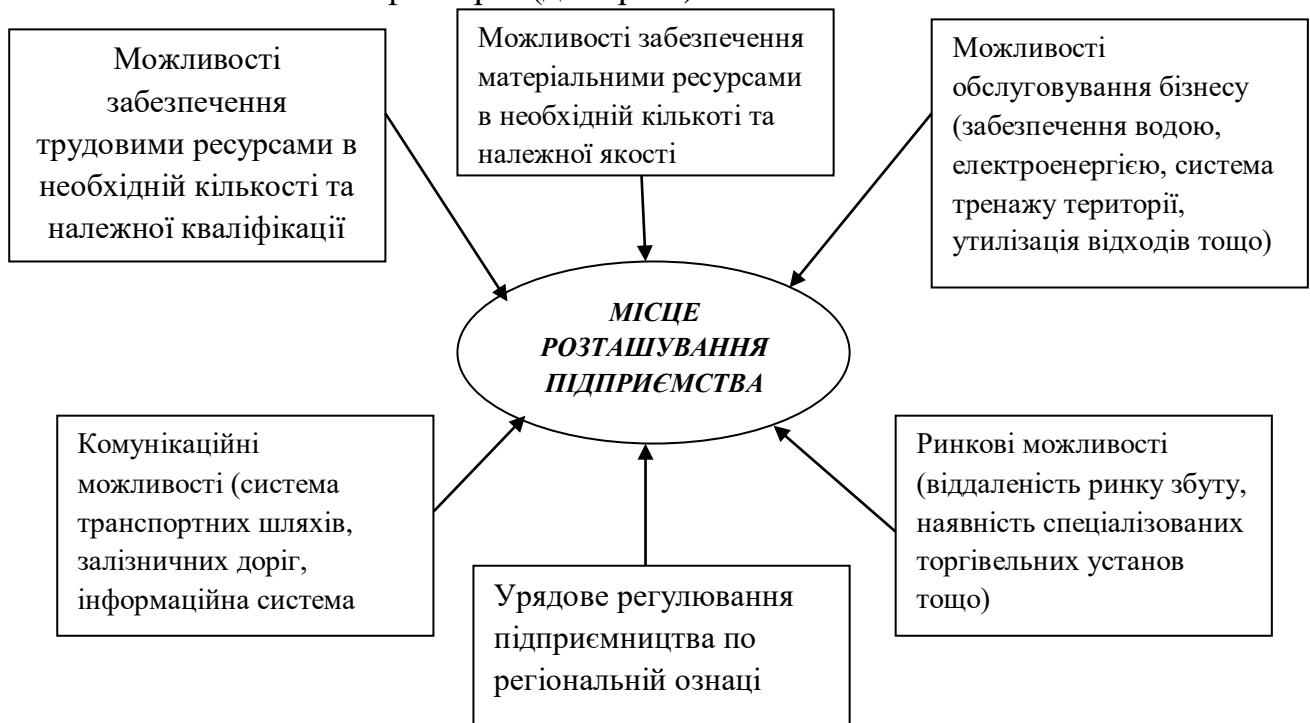 Можливості
забезпечення
трудовими ресурсами в
необхідній кількості та
належної кваліфікації
Можливості забезпечення
матеріальними ресурсами
в необхідній кількоті та
належної якості
Можливості
обслуговування бізнесу
(забезпечення водою,
електроенергією, система
тренажу території,
утилізація відходів тощо)
МІСЦЕ
РОЗТАШУВАННЯ
ПІДПРИЄМСТВА
Комунікаційні
можливості (система
транспортних шляхів,
залізничних доріг,
інформаційна система
Урядове регулювання
підприємництва по
регіональній ознаці
Ринкові можливості
(віддаленість ринку збуту,
наявність спеціалізованих
торгівельних установ
тощо)